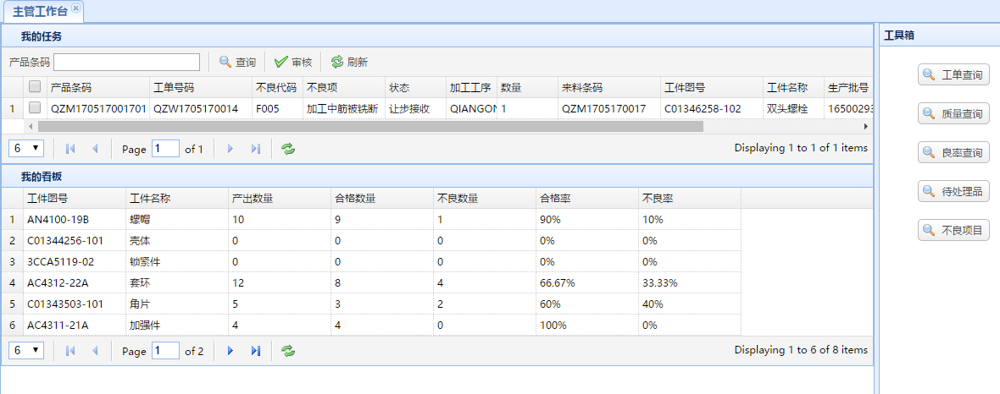 主管工作台
我的任务
产品条码 查询 审核 刷新
产品条码 工单号码 不良代码 不良项 状态 加工工序 数量 来料条码 工件图号 工件名称 生产批号
1 QZM170517001701 QZW1705170014 F005 加工中筋被铣断 让步接收 QIANGON 1 QZM1705170017 C01346258-102 双头螺栓 16500293
6 Page 1 of 1 Displaying 1 to 1 of 1 items
我的看板
工件图号 工件名称 产出数量 合格数量 不良数量 合格率 不良率
1 AN4100-19B 螺帽 10 9 1 90% 10%
2 C01344256-101 壳体 0 0 0 0% 0%
3 3CCA5119-02 锁紧件 0 0 0 0% 0%
4 AC4312-22A 套环 12 8 4 66.67% 33.33%
5 C01343503-101 角片 5 3 2 60% 40%
6 AC4311-21A 加强件 4 4 0 100% 0%
6 Page 1 of 2 Displaying 1 to 6 of 8 items
工具箱
工单查询
质量查询
良率查询
待处理品
不良项目